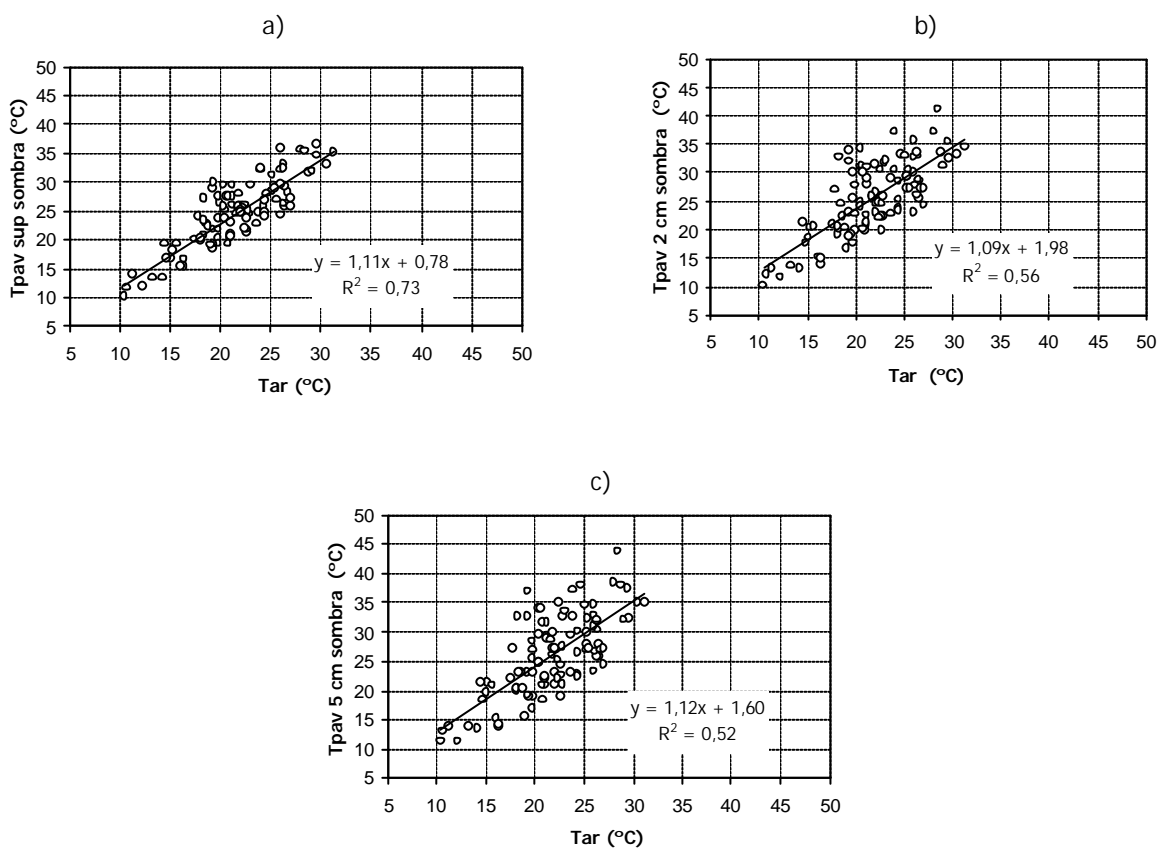 a)
50
45
40
35
30
25
20
15
10
5
Tpav sup sombra (°C)
y = 1,11x + 0,78
R² = 0,73
5 10 15 20 25 30 35 40 45 50
Tar (°C)
b)
50
45
40
35
30
25
20
15
10
5
Tpav 2 cm sombra (°C)
y = 1,09x + 1,98
R² = 0,56
5 10 15 20 25 30 35 40 45 50
Tar (°C)
c)
50
45
40
35
30
25
20
15
10
5
Tpav 5 cm sombra (°C)
y = 1,12x + 1,60
R² = 0,52
5 10 15 20 25 30 35 40 45 50
Tar (°C)